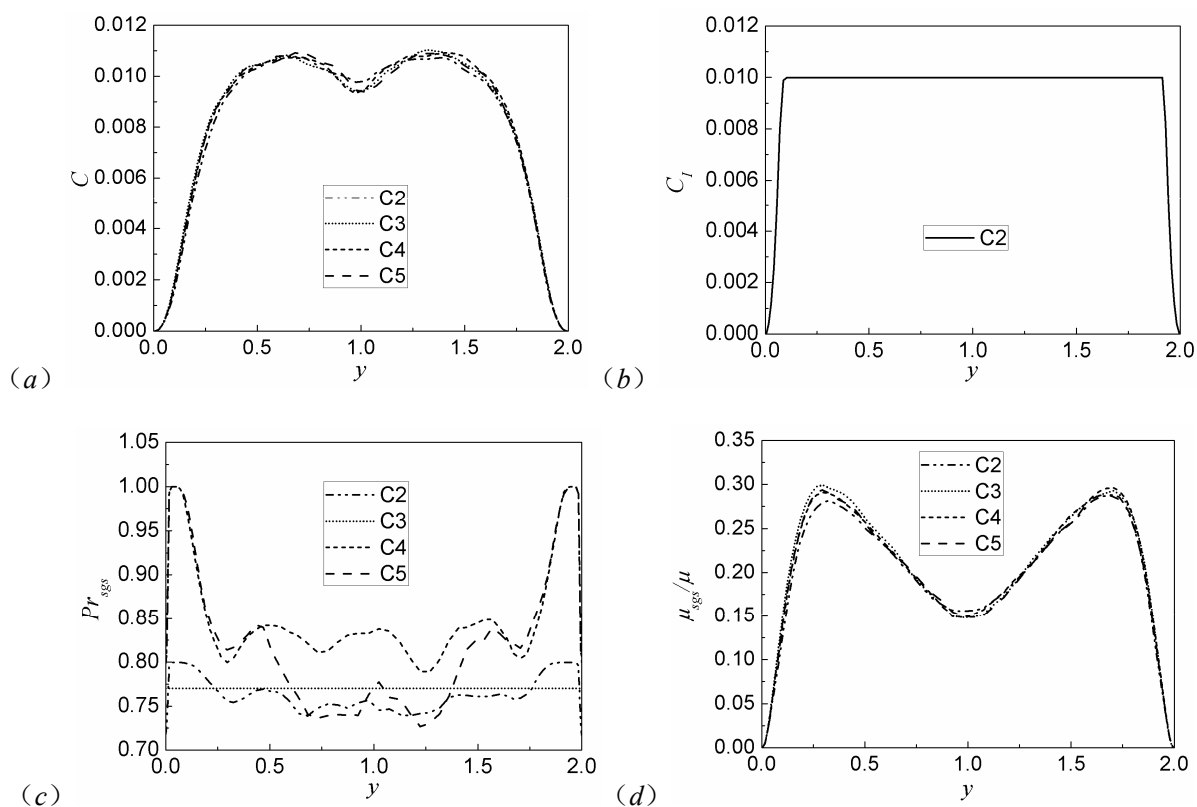 0.012
0.010
0.008
0.006
0.004
0.002
0.000
C
C2
C3
C4
C5
0.0 0.5 1.0 1.5 2.0
y
(a)
0.012
0.010
0.008
0.006
0.004
0.002
0.000
C_I
C2
0.0 0.5 1.0 1.5 2.0
y
(b)
1.05
1.00
0.95
0.90
0.85
0.80
0.75
0.70
Pr_sgs
C2
C3
C4
C5
0.0 0.5 1.0 1.5 2.0
y
(c)
0.35
0.30
0.25
0.20
0.15
0.10
0.05
0.00
μ_sgs/μ
C2
C3
C4
C5
0.0 0.5 1.0 1.5 2.0
y
(d)